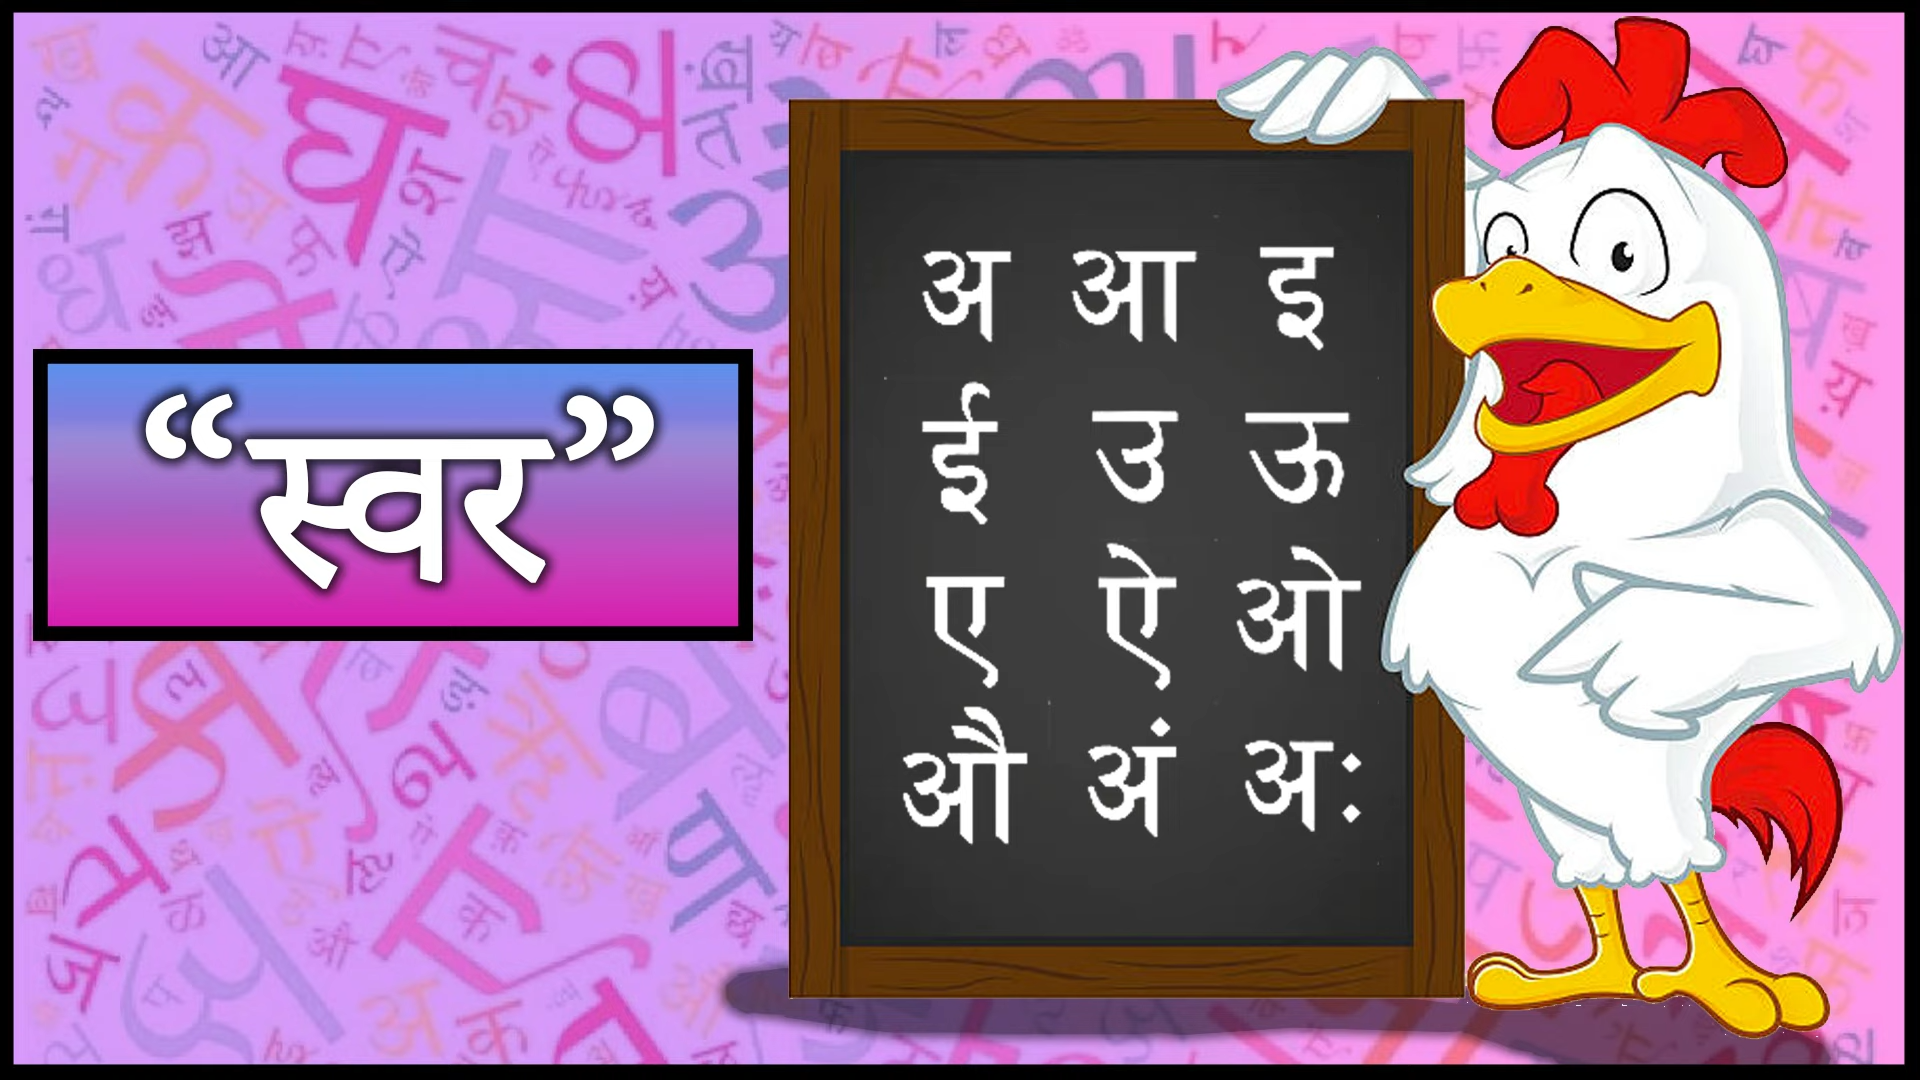 “स्वर”
अ आ इ
ई उ ऊ
ए ऐ ओ
औ अं अः